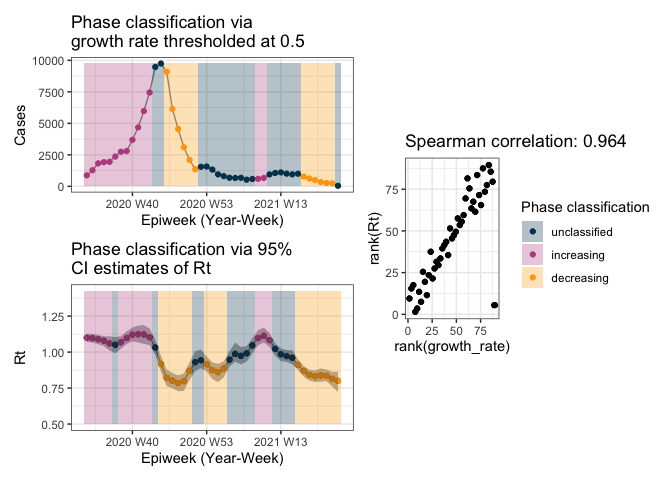 Phase classification via
growth rate thresholded at 0.5
Cases
10000
7500
5000
2500
0
2020 W40 2020 W53 2021 W13
Epiweek (Year-Week)
Phase classification via 95%
CI estimates of Rt
Rt
1.25
1.00
0.75
0.50
2020 W40 2020 W53 2021 W13
Epiweek (Year-Week)
Spearman correlation: 0.964
rank(Rt)
75
50
25
0
0 25 50 75
rank(growth_rate)
Phase classification
unclassified
increasing
decreasing